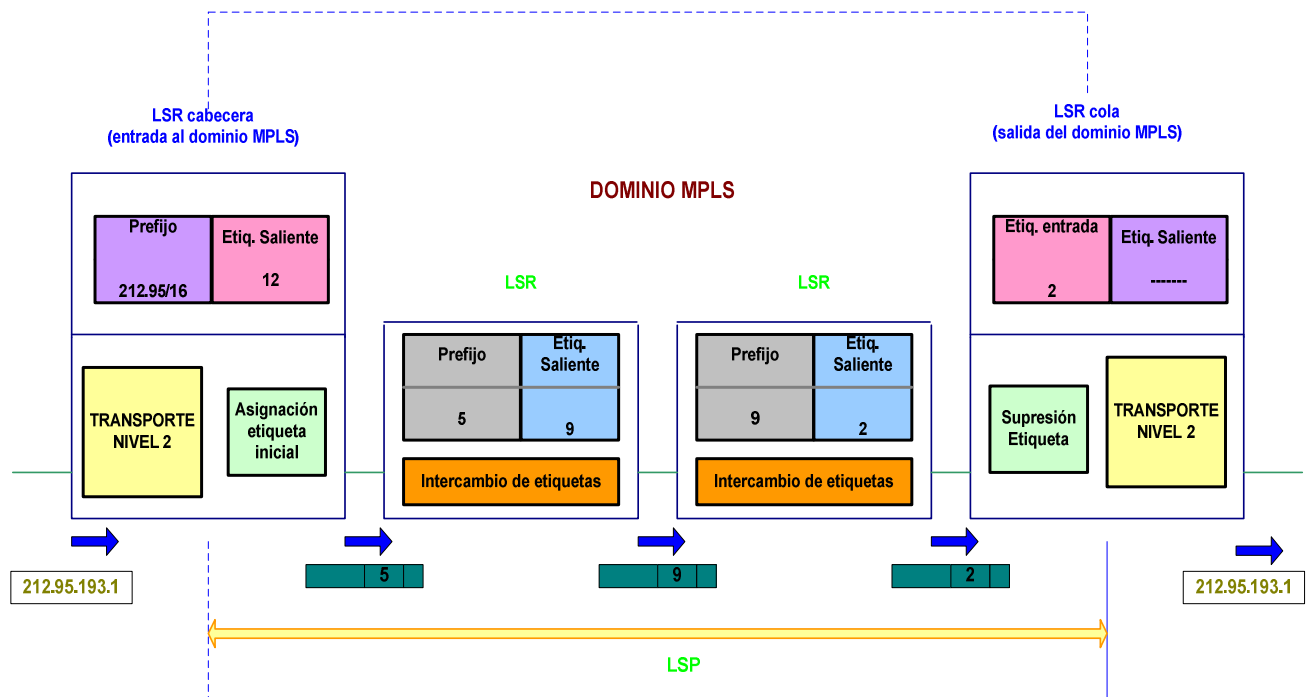 LSR cabecera
(entrada al dominio MPLS)
LSR cola
(salida del dominio MPLS)
DOMINIO MPLS
Prefijo
212.95/16
Etiq. Saliente
12
LSR
LSR
Etiq. entrada
2
Etiq. Saliente
-------
TRANSPORTE
NIVEL 2
Asignación
etiqueta
inicial
Prefijo
5
Etiq.
Saliente
9
Intercambio de etiquetas
Prefijo
9
Etiq.
Saliente
2
Intercambio de etiquetas
Supresión
Etiqueta
TRANSPORTE
NIVEL 2
212.95.193.1
5
9
2
212.95.193.1
LSP